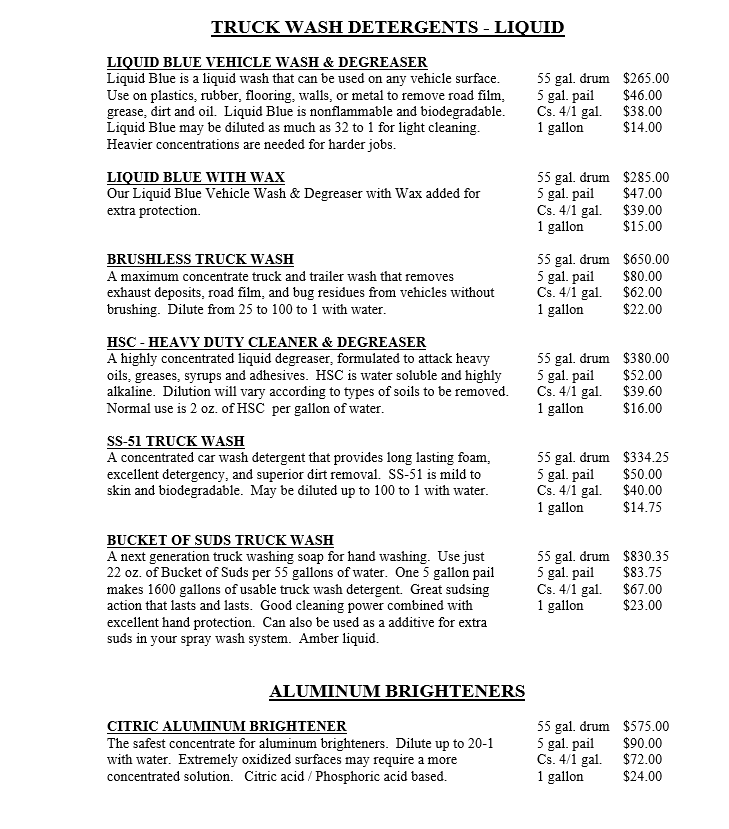 TRUCK WASH DETERGENTS - LIQUID
LIQUID BLUE VEHICLE WASH & DEGREASER
Liquid Blue is a liquid wash that can be used on any vehicle surface. 55 gal. drum $265.00
Use on plastics, rubber, flooring, walls, or metal to remove road film, 5 gal. pail $46.00
grease, dirt and oil. Liquid Blue is nonflammable and biodegradable. Cs. 4/1 gal. $38.00
Liquid Blue may be diluted as much as 32 to 1 for light cleaning. 1 gallon $14.00
Heavier concentrations are needed for harder jobs.
LIQUID BLUE WITH WAX 55 gal. drum $285.00
Our Liquid Blue Vehicle Wash & Degreaser with Wax added for 5 gal. pail $47.00
extra protection. Cs. 4/1 gal. $39.00
1 gallon $15.00
BRUSHLESS TRUCK WASH 55 gal. drum $650.00
A maximum concentrate truck and trailer wash that removes 5 gal. pail $80.00
exhaust deposits, road film, and bug residues from vehicles without Cs. 4/1 gal. $62.00
brushing. Dilute from 25 to 100 to 1 with water. 1 gallon $22.00
HSC - HEAVY DUTY CLEANER & DEGREASER
A highly concentrated liquid degreaser, formulated to attack heavy 55 gal. drum $380.00
oils, greases, syrups and adhesives. HSC is water soluble and highly 5 gal. pail $52.00
alkaline. Dilution will vary according to types of soils to be removed. Cs. 4/1 gal. $39.60
Normal use is 2 oz. of HSC per gallon of water. 1 gallon $16.00
SS-51 TRUCK WASH
A concentrated car wash detergent that provides long lasting foam, 55 gal. drum $334.25
excellent detergency, and superior dirt removal. SS-51 is mild to 5 gal. pail $50.00
skin and biodegradable. May be diluted up to 100 to 1 with water. Cs. 4/1 gal. $40.00
1 gallon $14.75
BUCKET OF SUDS TRUCK WASH
A next generation truck washing soap for hand washing. Use just 55 gal. drum $830.35
22 oz. of Bucket of Suds per 55 gallons of water. One 5 gallon pail 5 gal. pail $83.75
makes 1600 gallons of usable truck wash detergent. Great sudsing Cs. 4/1 gal. $67.00
action that lasts and lasts. Good cleaning power combined with 1 gallon $23.00
excellent hand protection. Can also be used as a additive for extra
suds in your spray wash system. Amber liquid.
ALUMINUM BRIGHTENERS
CITRIC ALUMINUM BRIGHTENER 55 gal. drum $575.00
The safest concentrate for aluminum brighteners. Dilute up to 20-1 5 gal. pail $90.00
with water. Extremely oxidized surfaces may require a more Cs. 4/1 gal. $72.00
concentrated solution. Citric acid / Phosphoric acid based. 1 gallon $24.00